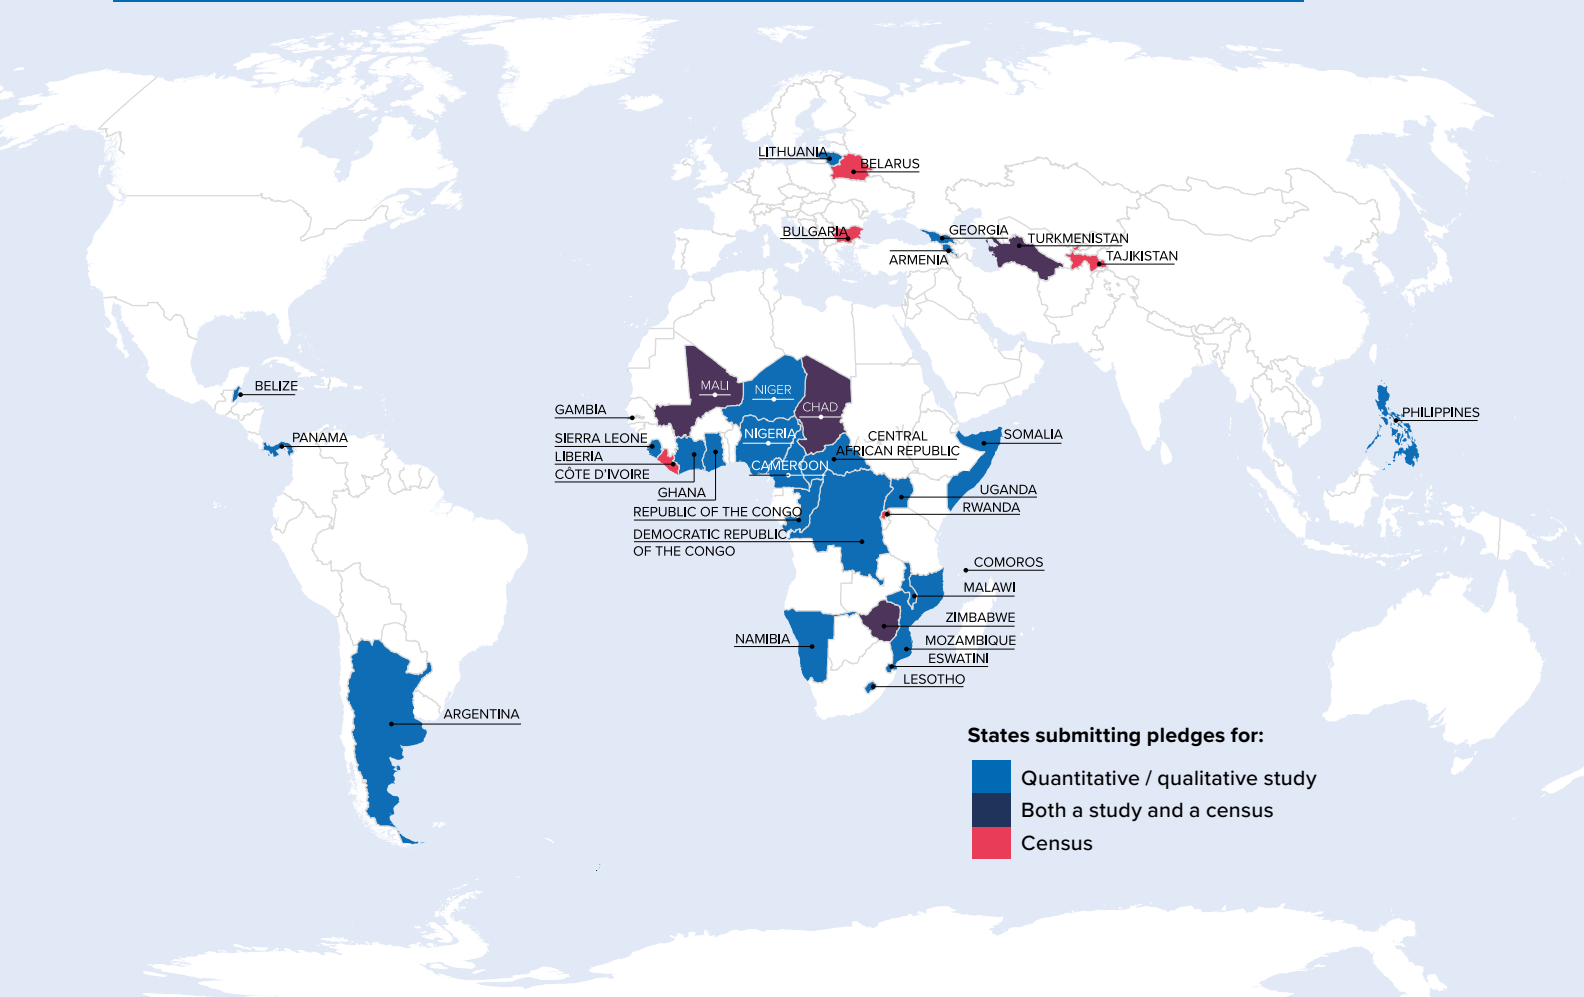 LITHUANIA
BELARUS
BULGARIA
GEORGIA
TURKMENISTAN
ARMENIA
TAJIKISTAN
BELIZE
PANAMA
MALI
NIGER
CHAD
GAMBIA
SIERRA LEONE
LIBERIA
CÔTE D'IVOIRE
GHANA
NIGERIA
CAMEROON
CENTRAL
AFRICAN REPUBLIC
SOMALIA
PHILIPPINES
UGANDA
RWANDA
REPUBLIC OF THE CONGO
DEMOCRATIC REPUBLIC
OF THE CONGO
COMOROS
MALAWI
ZIMBABWE
NAMIBIA
MOZAMBIQUE
ESWATINI
LESOTHO
ARGENTINA
States submitting pledges for:
Quantitative / qualitative study
Both a study and a census
Census